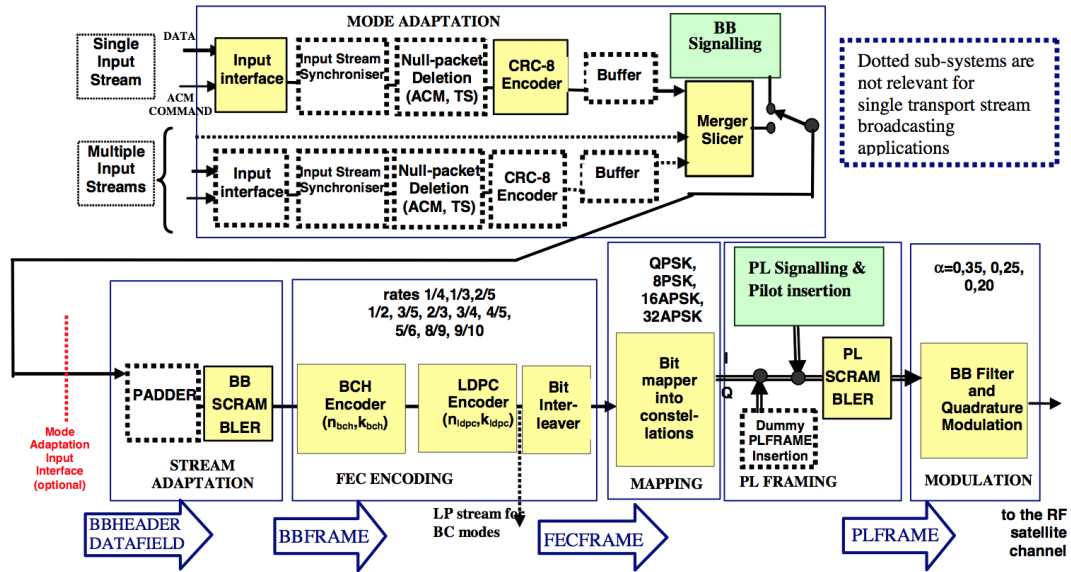 MODE ADAPTATION
Single
Input
Stream
DATA
ACM
COMMAND
Input
interface
Input Stream
Synchroniser
Null-packet
Deletion
(ACM, TS)
CRC-8
Encoder
Buffer
BB
Signalling
Merger
Slicer
Dotted sub-systems are
not relevant for
single transport stream
broadcasting
applications
Multiple
Input
Streams
Input
interface
Input Stream
Synchroniser
Null-packet
Deletion
(ACM, TS)
CRC-8
Encoder
Buffer
Mode
Adaptation
Input
Interface
(optional)
PADDER
BB
SCRAM
BLER
STREAM
ADAPTATION
rates 1/4,1/3,2/5
1/2, 3/5, 2/3, 3/4, 4/5,
5/6, 8/9, 9/10
BCH
Encoder
(nbch,kbch)
LDPC
Encoder
(nldpc,kldpc)
Bit
Inter-
leaver
FEC ENCODING
LP stream for
BC modes
QPSK,
8PSK,
16APSK,
32APSK
Bit
mapper
into
constel-
lations
MAPPING
I
Q
PL Signalling &
Pilot insertion
Dummy
PLFRAME
Insertion
PL
SCRAM
BLER
PL FRAMING
α=0,35, 0,25,
0,20
BB Filter
and
Quadrature
Modulation
MODULATION
to the RF
satellite
channel
BBHEADER
DATAFIELD
BBFRAME
FECFRAME
PLFRAME